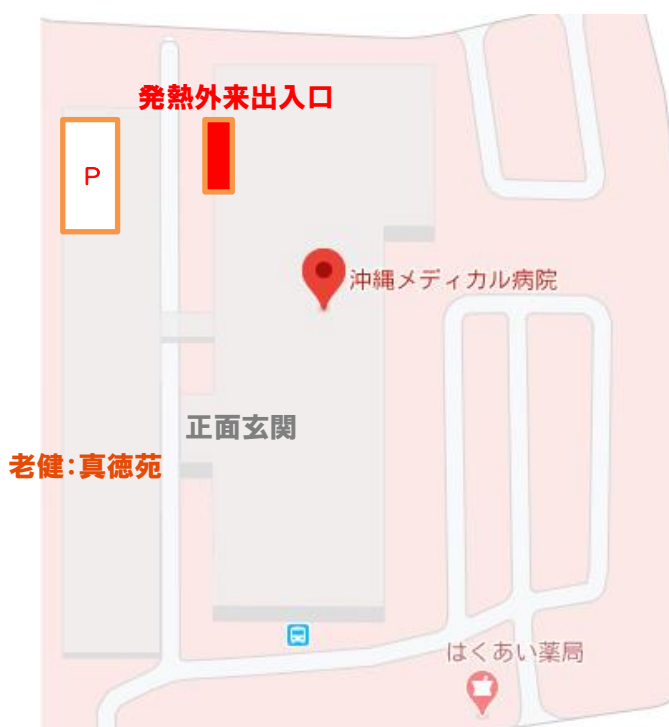 発熱外来出入口
P
沖縄メディカル病院
正面玄関
老健:真徳苑
はくあい薬局